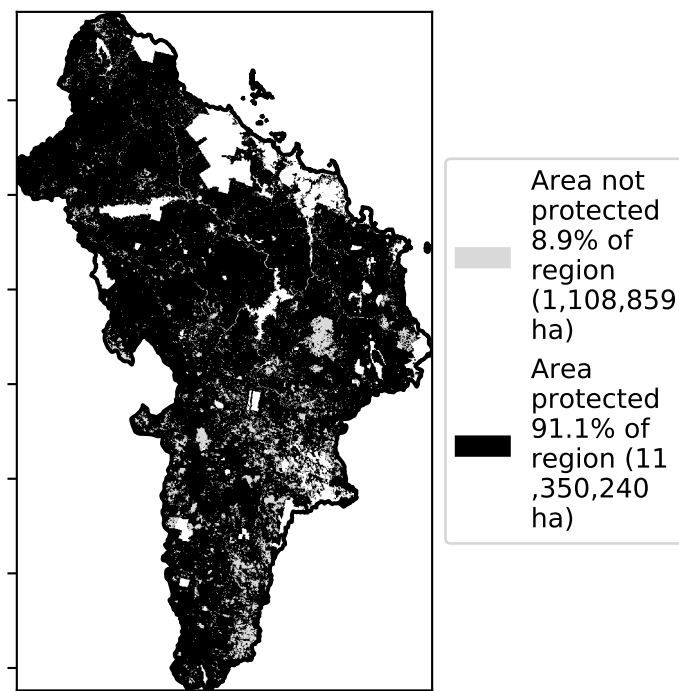 Area not
protected
8.9% of
region
(1,108,859
ha)
Area
protected
91.1% of
region (11
,350,240
ha)